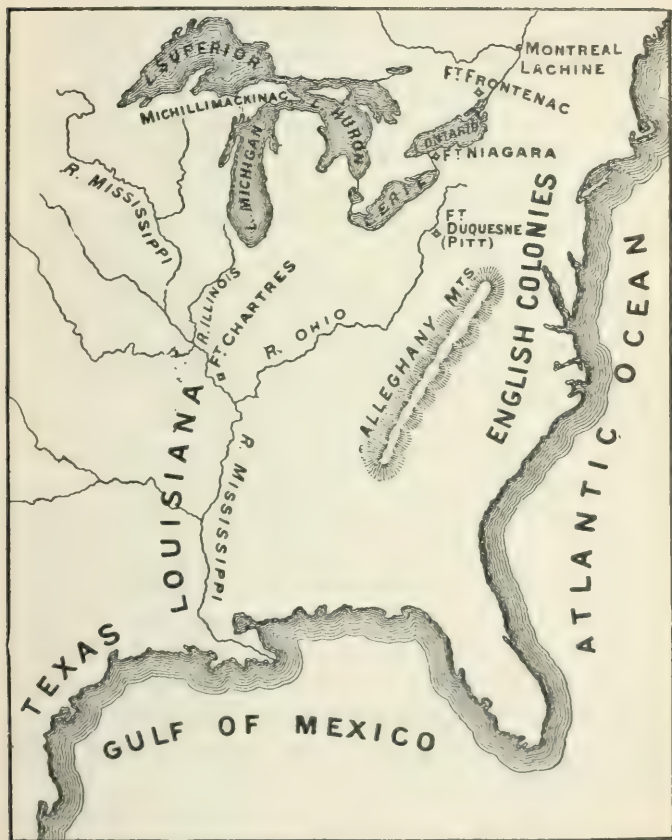 L. SUPERIOR
MONTREAL
LACHINE
FT. FRONTENAC
MICHILLIMACKINAC
L. HURON
ONTARIO
FT. NIAGARA
L. MICHIGAN
L. ERIE
R. MISSISSIPPI
FT.
DUQUESNE
(PITT)
R. ILLINOIS
FT. CHARTRES
R. OHIO
ALLEGHANY MTS
ENGLISH COLONIES
ATLANTIC OCEAN
LOUISIANA
R. MISSISSIPPI
TEXAS
GULF OF MEXICO